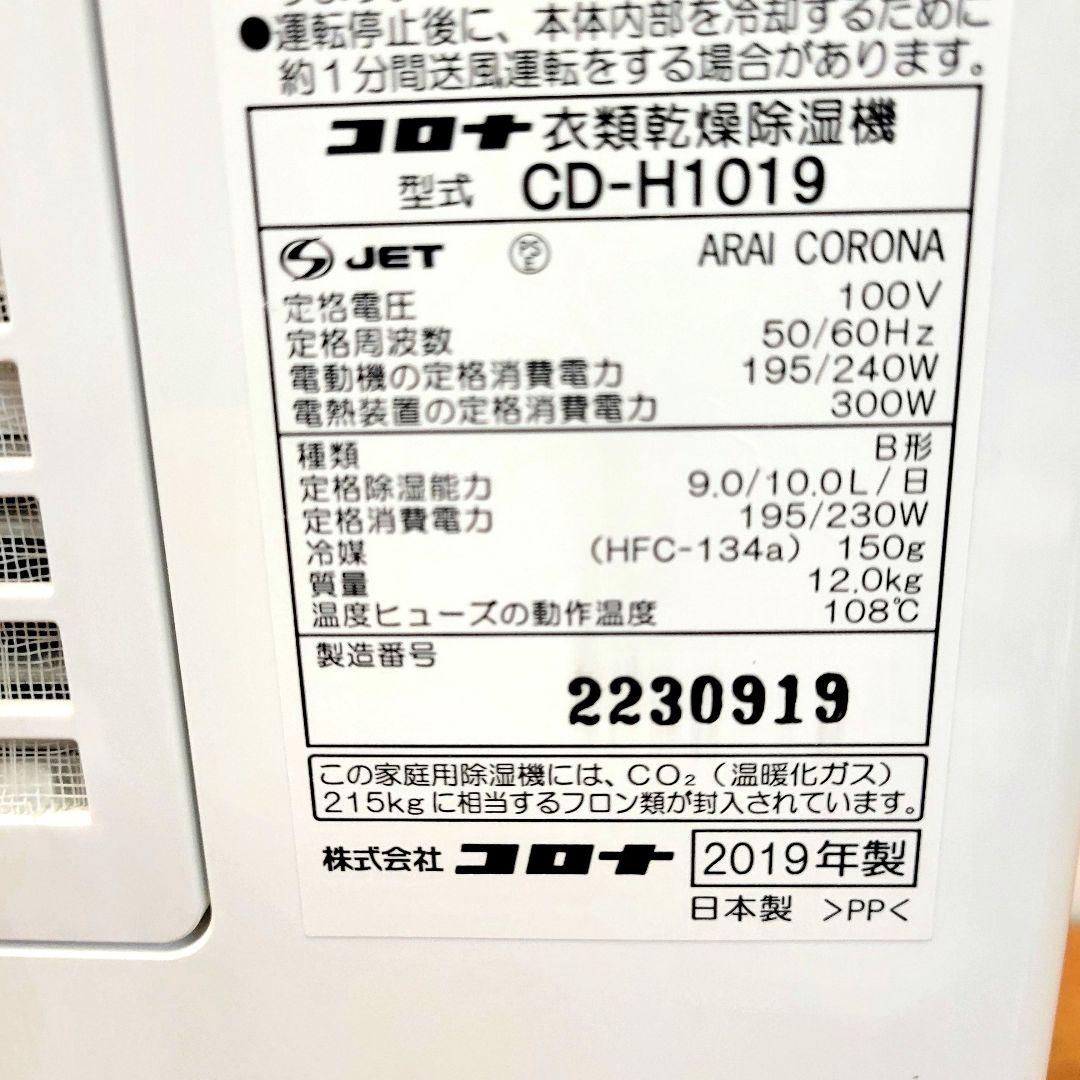 ●運転停止後に、本体内部を冷却するために
約1分間送風運転をする場合があります。
コロナ 衣類乾燥除湿機
型式 CD-H1019
JET PSE ARAI CORONA
定格電圧 100V
定格周波数 50/60Hz
電動機の定格消費電力 195/240W
電熱装置の定格消費電力 300W
種類 B形
定格除湿能力 9.0/10.0L/日
定格消費電力 195/230W
冷媒 (HFC-134a) 150g
質量 12.0kg
温度ヒューズの動作温度 108℃
製造番号
2230919
この家庭用除湿機には、CO₂(温暖化ガス)
215kgに相当するフロン類が封入されています。
株式会社 コロナ 2019年製
日本製 >PP<